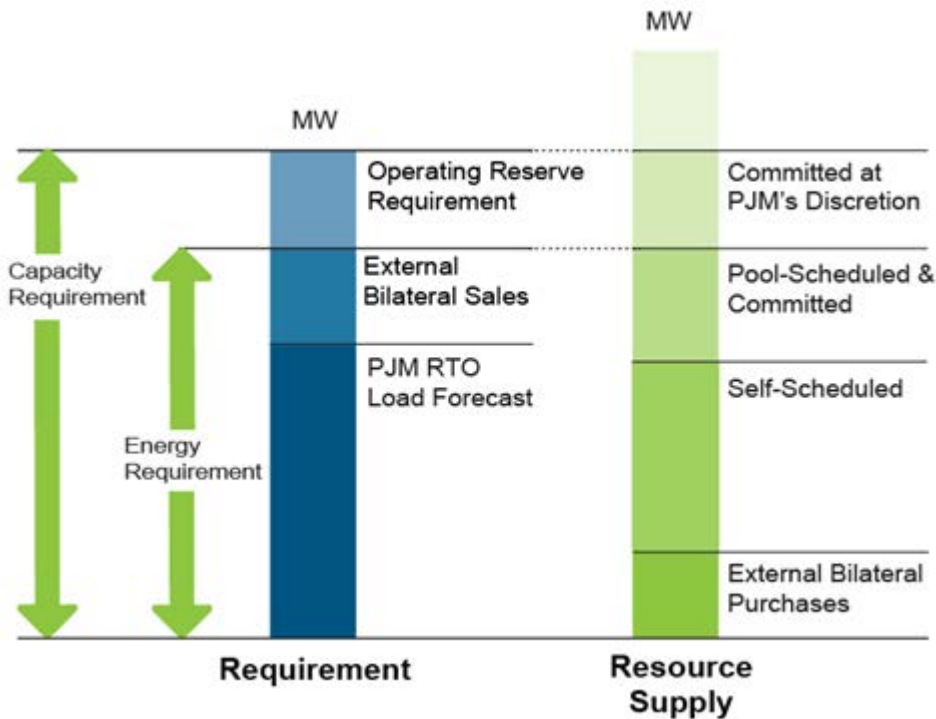 MW
MW
Operating Reserve
Requirement
Committed at
PJM's Discretion
Capacity
Requirement
External
Bilateral Sales
Pool-Scheduled &
Committed
PJM RTO
Load Forecast
Self-Scheduled
Energy
Requirement
External Bilateral
Purchases
Requirement
Resource
Supply